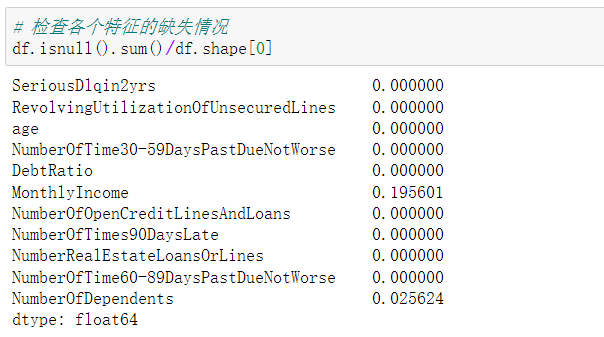 # 检查各个特征的缺失情况
df.isnull().sum()/df.shape[0]
SeriousDlqin2yrs 0.000000
RevolvingUtilizationOfUnsecuredLines 0.000000
age 0.000000
NumberOfTime30-59DaysPastDueNotWorse 0.000000
DebtRatio 0.000000
MonthlyIncome 0.195601
NumberOfOpenCreditLinesAndLoans 0.000000
NumberOfTimes90DaysLate 0.000000
NumberRealEstateLoansOrLines 0.000000
NumberOfTime60-89DaysPastDueNotWorse 0.000000
NumberOfDependents 0.025624
dtype: float64